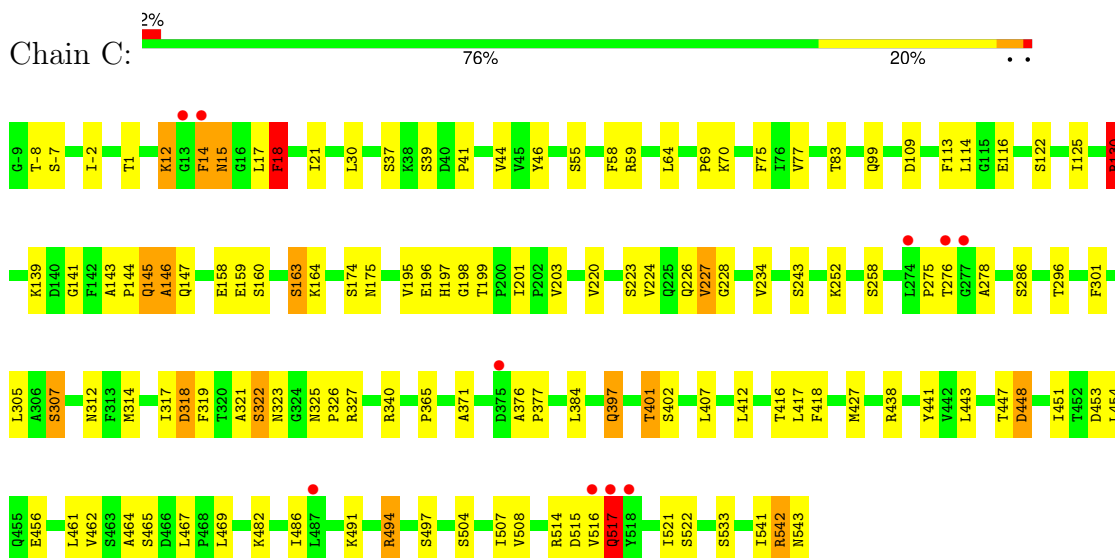 2%
Chain C:
76% 20% • •
G-9 T-8 S-7 I-2 T1 K12 G13 F14 N15 G16 L17 F18 I21 L30 S37 K38 S39 D40 P41 V44 V45 Y46 S55 F58 R59 L64 P69 K70 F75 I76 V77 T83 Q99 D109 F113 L114 G115 E116 S122 I125
K139 D140 G141 F142 A143 P144 Q145 A146 Q147 E158 E159 S160 S163 K164 S174 N175 V195 E196 H197 G198 T199 P200 I201 P202 V203 V220 S223 V224 Q225 Q226 V227 G228 V234 S243 K252 S258 L274 P275 T276 G277 A278 S286 T296 F301
L305 A306 S307 N312 F313 M314 I317 D318 F319 T320 A321 S322 N323 G324 N325 P326 R327 R340 P365 A371 D375 A376 P377 L384 Q397 T401 S402 L407 L412 T416 L417 F418 M427 R438 Y441 V442 L443 T447 D448 I451 T452 D453 L454
Q455 E456 L461 V462 S463 A464 S465 D466 L467 P468 L469 K482 I486 L487 K491 R494 S497 S504 I507 V508 R514 D515 V516 Q517 Y518 I521 S522 S533 I541 R542 N543